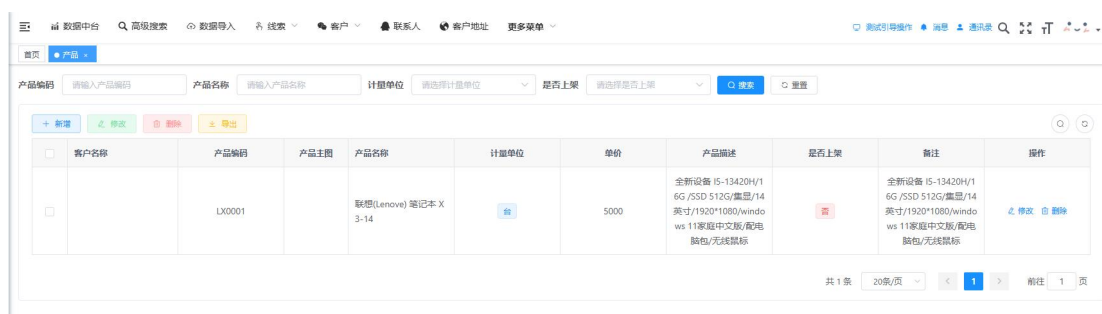 数据中台 高级搜索 数据导入 线索 客户 联系人 客户地址 更多菜单 测试引导操作 消息 通讯录
首页 产品 ×
产品编码 请输入产品编码 产品名称 请输入产品名称 计量单位 请选择计量单位 是否上架 请选择是否上架 搜索 重置
+ 新增 修改 删除 导出
客户名称 产品编码 产品主图 产品名称 计量单位 单价 产品描述 是否上架 备注 操作
LX0001
联想(Lenove) 笔记本 X
3-14
台
5000
全新设备 I5-13420H/1
6G /SSD 512G/集显/14
英寸/1920*1080/windo
ws 11家庭中文版/配电
脑包/无线鼠标
否
全新设备 I5-13420H/1
6G /SSD 512G/集显/14
英寸/1920*1080/windo
ws 11家庭中文版/配电
脑包/无线鼠标
修改 删除
共 1 条 20条/页 < 1 > 前往 1 页